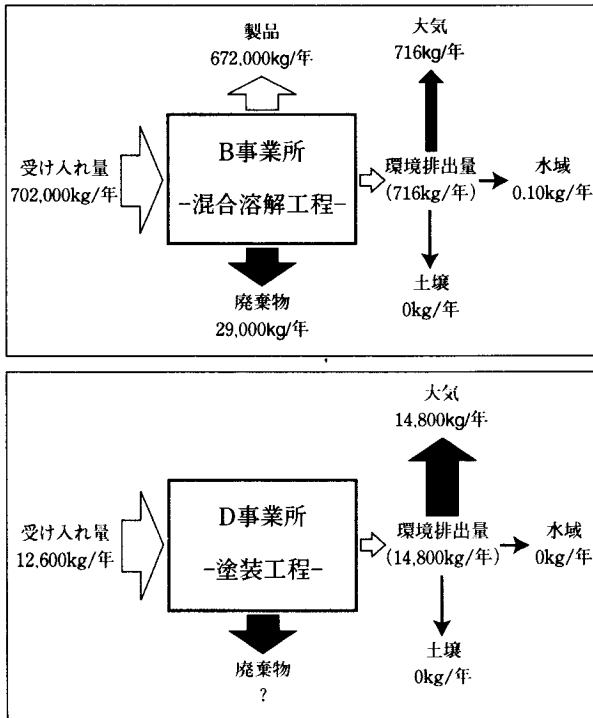 製品
672,000kg/年
大気
716kg/年
受け入れ量
702,000kg/年
B事業所
-混合溶解工程-
環境排出量
(716kg/年)
水域
0.10kg/年
廃棄物
29,000kg/年
土壌
0kg/年
大気
14,800kg/年
受け入れ量
12,600kg/年
D事業所
-塗装工程-
環境排出量
(14,800kg/年)
水域
0kg/年
廃棄物
?
土壌
0kg/年